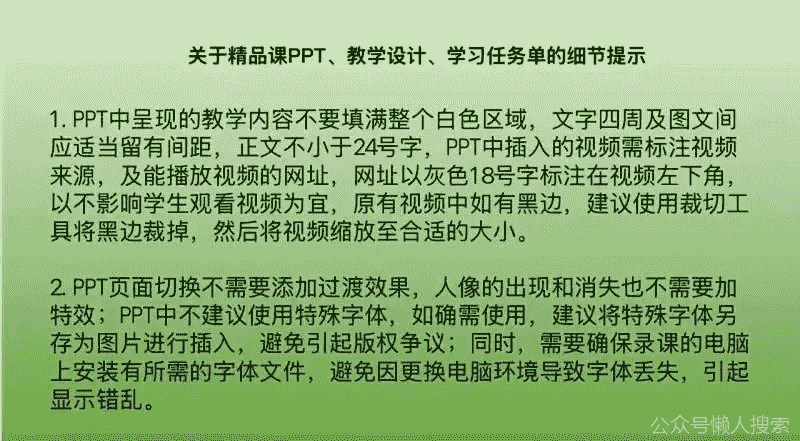 关于精品课PPT、教学设计、学习任务单的细节提示
1. PPT中呈现的教学内容不要填满整个白色区域，文字四周及图文间
应适当留有间距，正文不小于24号字，PPT中插入的视频需标注视频
来源，及能播放视频的网址，网址以灰色18号字标注在视频左下角，
以不影响学生观看视频为宜，原有视频中如有黑边，建议使用裁切工
具将黑边裁掉，然后将视频缩放至合适的大小。
2. PPT页面切换不需要添加过渡效果，人像的出现和消失也不需要加
特效；PPT中不建议使用特殊字体，如确需使用，建议将特殊字体另
存为图片进行插入，避免引起版权争议；同时，需要确保录课的电脑
上安装有所需的字体文件，避免因更换电脑环境导致字体丢失，引起
显示错乱。
公众号懒人搜索